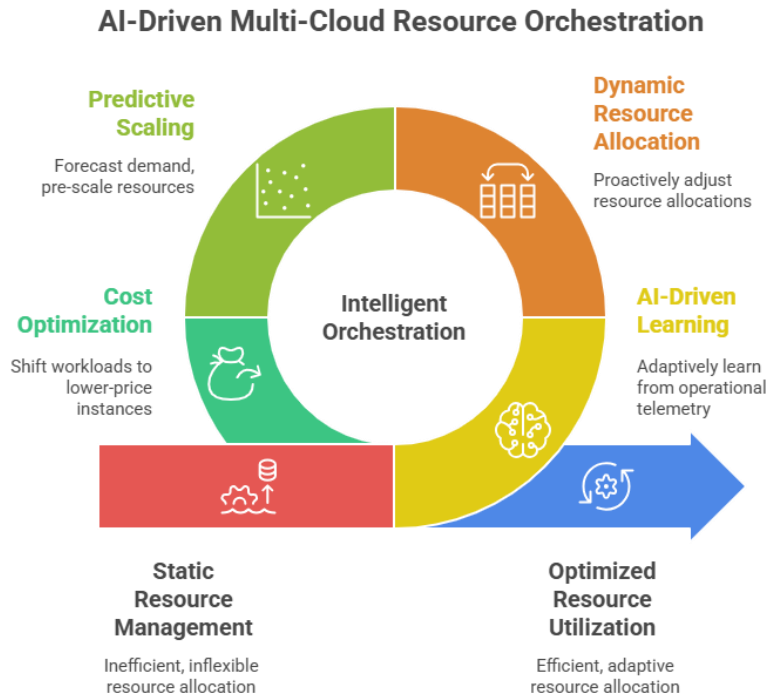 AI-Driven Multi-Cloud Resource Orchestration
Predictive
Scaling
Forecast demand,
pre-scale resources
Dynamic
Resource
Allocation
Proactively adjust
resource allocations
Cost
Optimization
Shift workloads to
lower-price
instances
Intelligent
Orchestration
AI-Driven
Learning
Adaptively learn
from operational
telemetry
Static
Resource
Management
Inefficient, inflexible
resource allocation
Optimized
Resource
Utilization
Efficient, adaptive
resource allocation